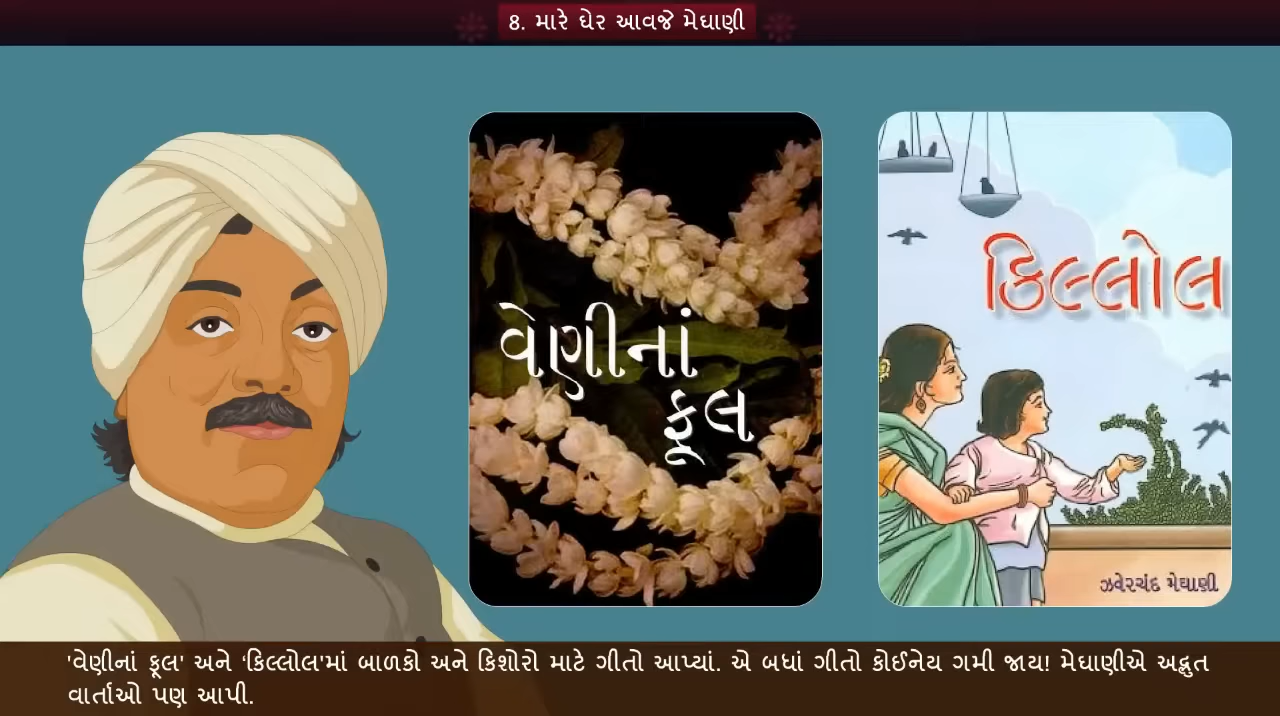 8. મારે ઘેર આવજે મેઘાણી
વેણીનાં
ફૂલ
કિલ્લોલ
ઝવેરચંદ મેઘાણી
'વેણીનાં ફૂલ' અને ‘કિલ્લોલ'માં બાળકો અને કિશોરો માટે ગીતો આપ્યાં. એ બધાં ગીતો કોઈનેય ગમી જાય! મેઘાણીએ અદ્ભુત
વાર્તાઓ પણ આપી.